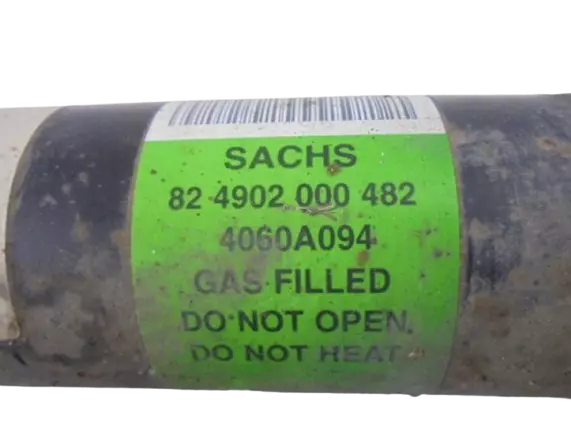 SACHS
82 4902 000 482
4060A094
GAS FILLED
DO NOT OPEN.
DO NOT HEAT